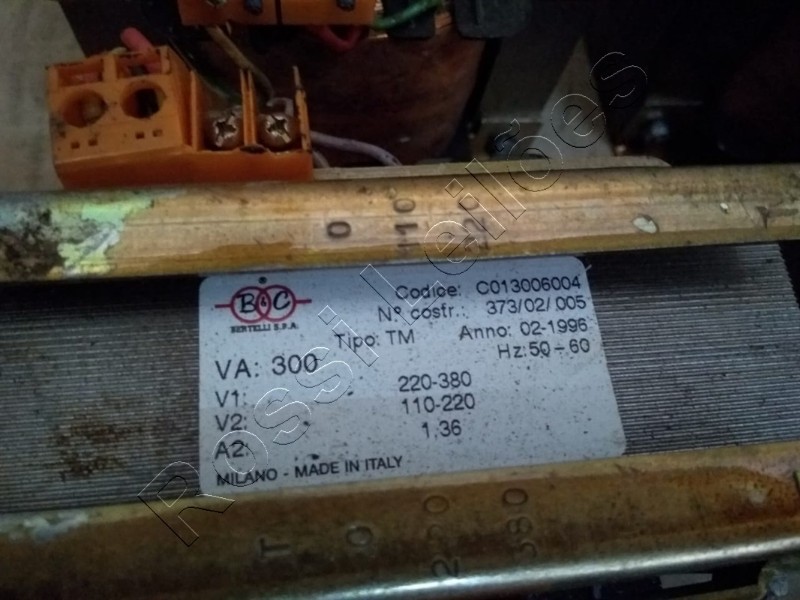 0 110 220
B&C
BERTELLI S.P.A.
Codice: C013006004
N° costr.: 373/02/005
Tipo: TM Anno: 02-1996
Hz: 50-60
VA: 300
V1: 220-380
V2: 110-220
A2: 1,36
MILANO - MADE IN ITALY
T 0 220 380
Rossi Leilões